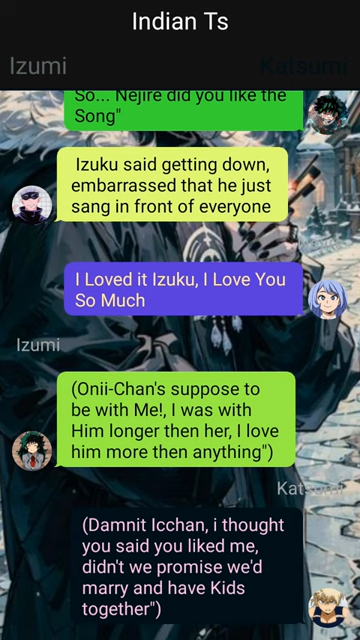 Indian Ts
Izumi
Katsumi
So... Nejire did you like the
Song"
Izuku said getting down,
embarrassed that he just
sang in front of everyone
I Loved it Izuku, I Love You
So Much
Izumi
(Onii-Chan's suppose to
be with Me!, I was with
Him longer then her, I love
him more then anything")
Katsumi
(Damnit Icchan, i thought
you said you liked me,
didn't we promise we'd
marry and have Kids
together")